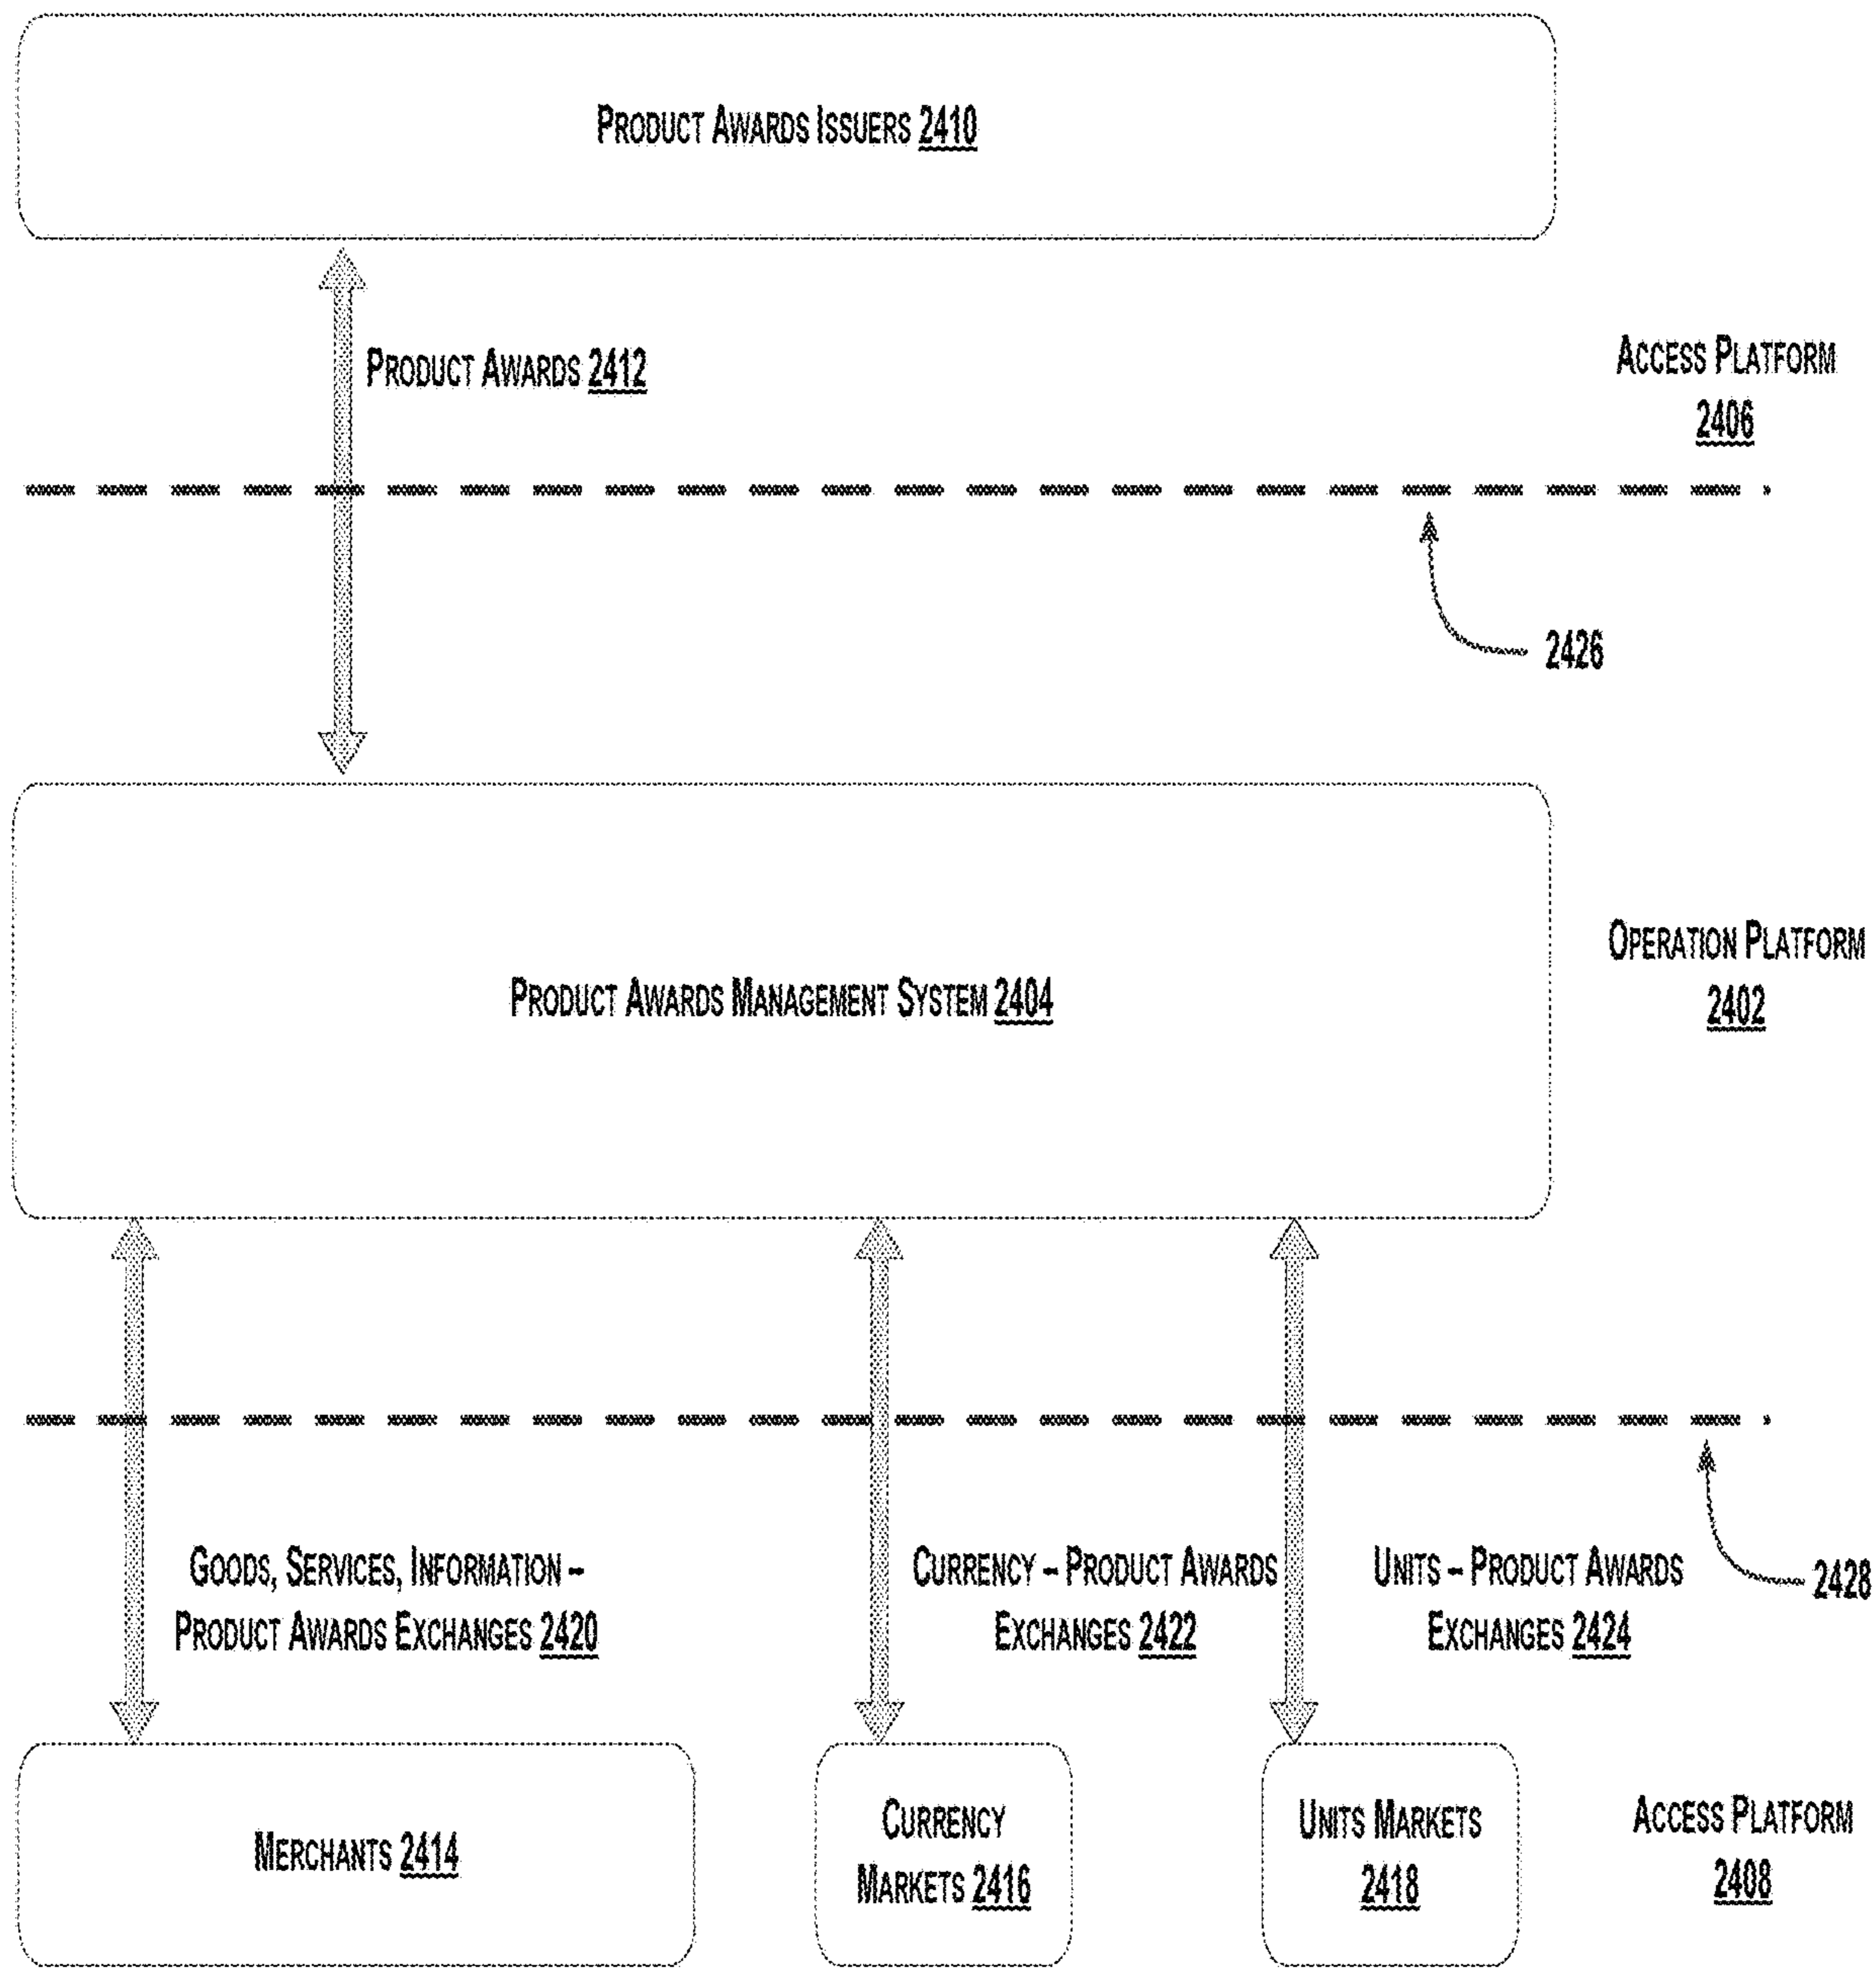 PRODUCT AWARDS ISSUERS 2410
PRODUCT AWARDS 2412
ACCESS PLATFORM
2406
2426
PRODUCT AWARDS MANAGEMENT SYSTEM 2404
OPERATION PLATFORM
2402
GOODS, SERVICES, INFORMATION –
PRODUCT AWARDS EXCHANGES 2420
CURRENCY – PRODUCT AWARDS
EXCHANGES 2422
UNITS – PRODUCT AWARDS
EXCHANGES 2424
2428
MERCHANTS 2414
CURRENCY
MARKETS 2416
UNITS MARKETS
2418
ACCESS PLATFORM
2408